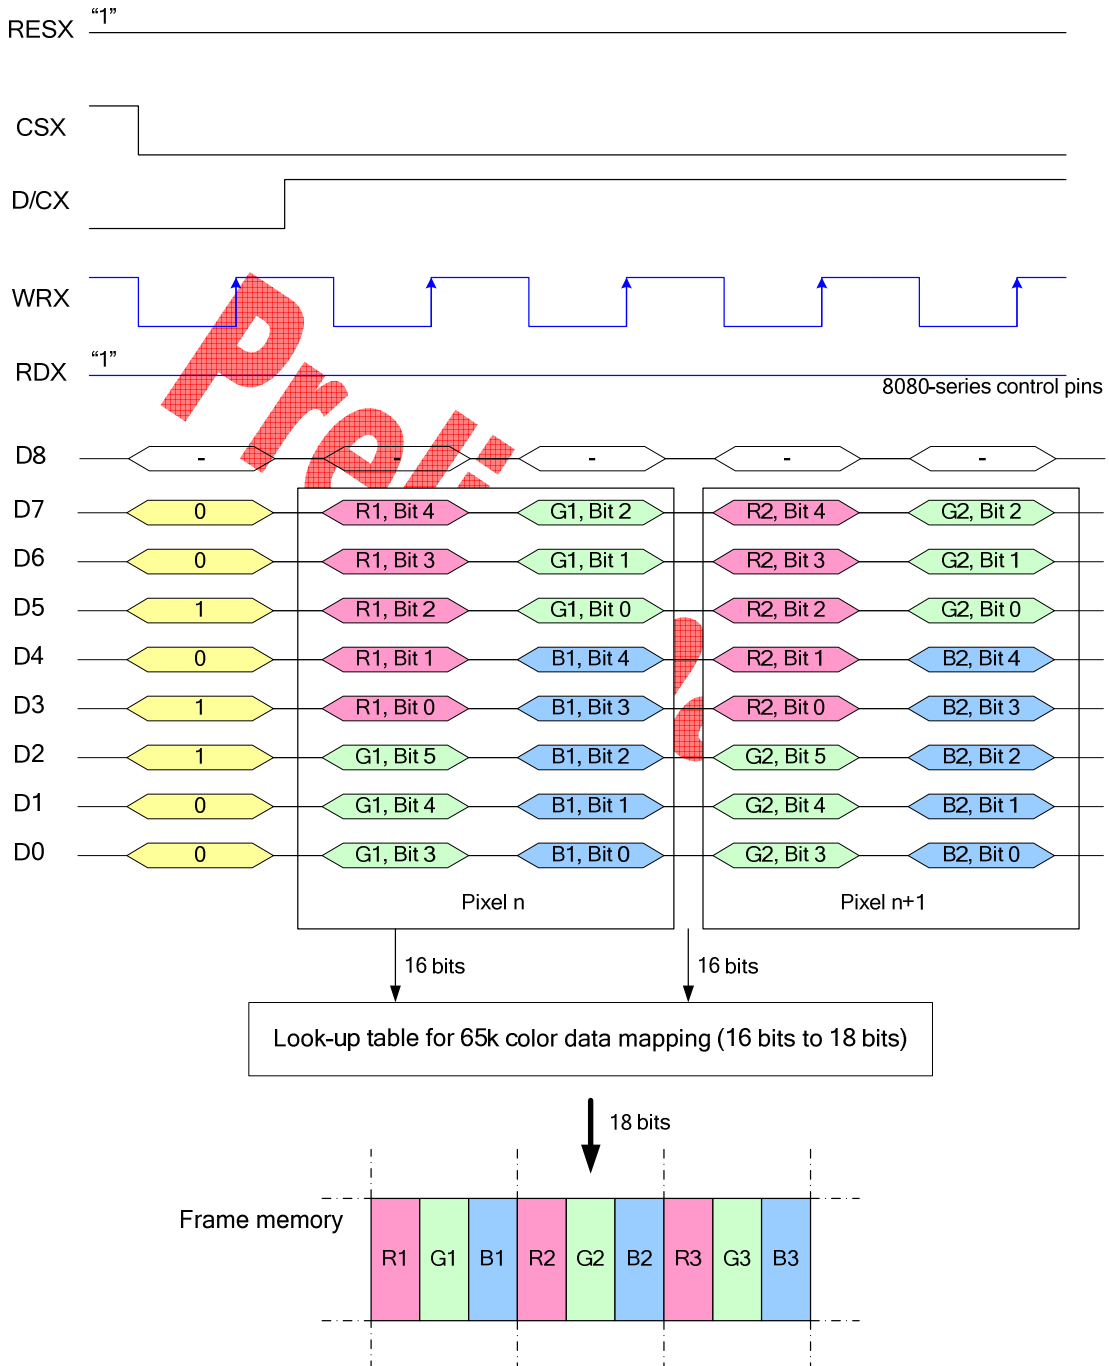 RESX "1"
CSX
D/CX
WRX
RDX "1"
8080-series control pins
D8 - - - - -
D7 0 R1, Bit 4 G1, Bit 2 R2, Bit 4 G2, Bit 2
D6 0 R1, Bit 3 G1, Bit 1 R2, Bit 3 G2, Bit 1
D5 1 R1, Bit 2 G1, Bit 0 R2, Bit 2 G2, Bit 0
D4 0 R1, Bit 1 B1, Bit 4 R2, Bit 1 B2, Bit 4
D3 1 R1, Bit 0 B1, Bit 3 R2, Bit 0 B2, Bit 3
D2 1 G1, Bit 5 B1, Bit 2 G2, Bit 5 B2, Bit 2
D1 0 G1, Bit 4 B1, Bit 1 G2, Bit 4 B2, Bit 1
D0 0 G1, Bit 3 B1, Bit 0 G2, Bit 3 B2, Bit 0
Pixel n Pixel n+1
16 bits 16 bits
Look-up table for 65k color data mapping (16 bits to 18 bits)
18 bits
Frame memory
R1 G1 B1 R2 G2 B2 R3 G3 B3